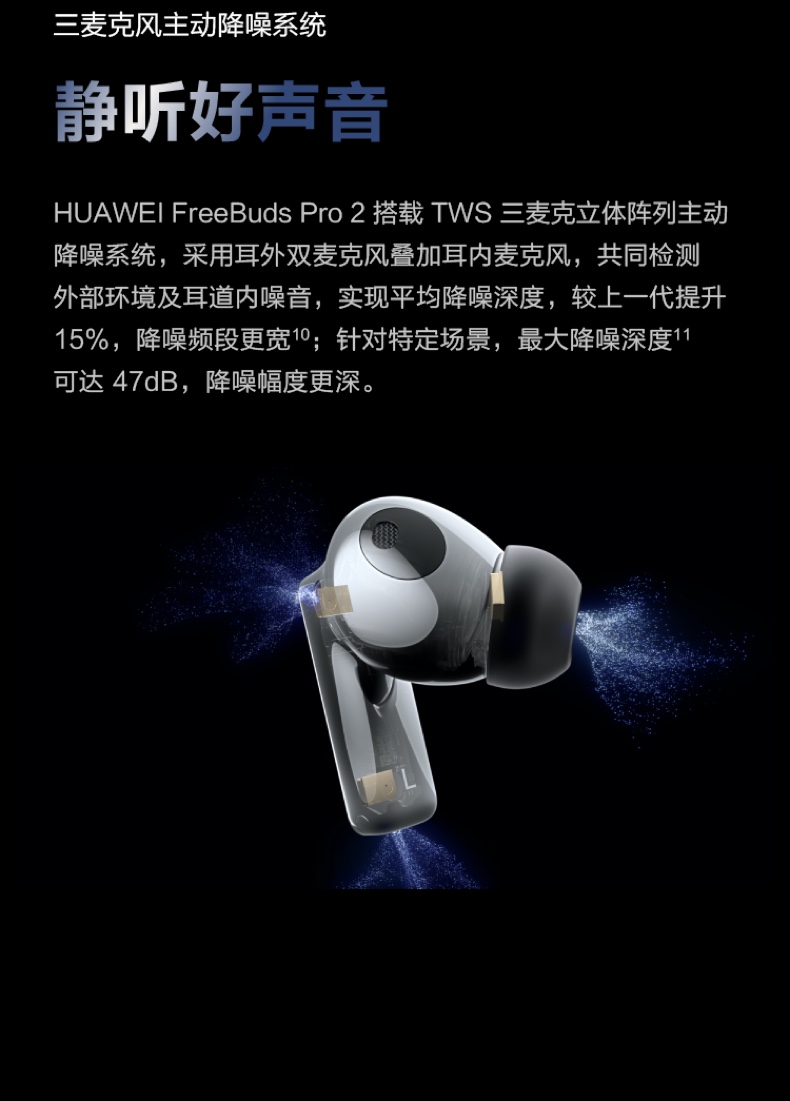 三麦克风主动降噪系统
静听好声音
HUAWEI FreeBuds Pro 2 搭载 TWS 三麦克立体阵列主动
降噪系统，采用耳外双麦克风叠加耳内麦克风，共同检测
外部环境及耳道内噪音，实现平均降噪深度，较上一代提升
15%，降噪频段更宽¹⁰；针对特定场景，最大降噪深度¹¹
可达 47dB，降噪幅度更深。
L